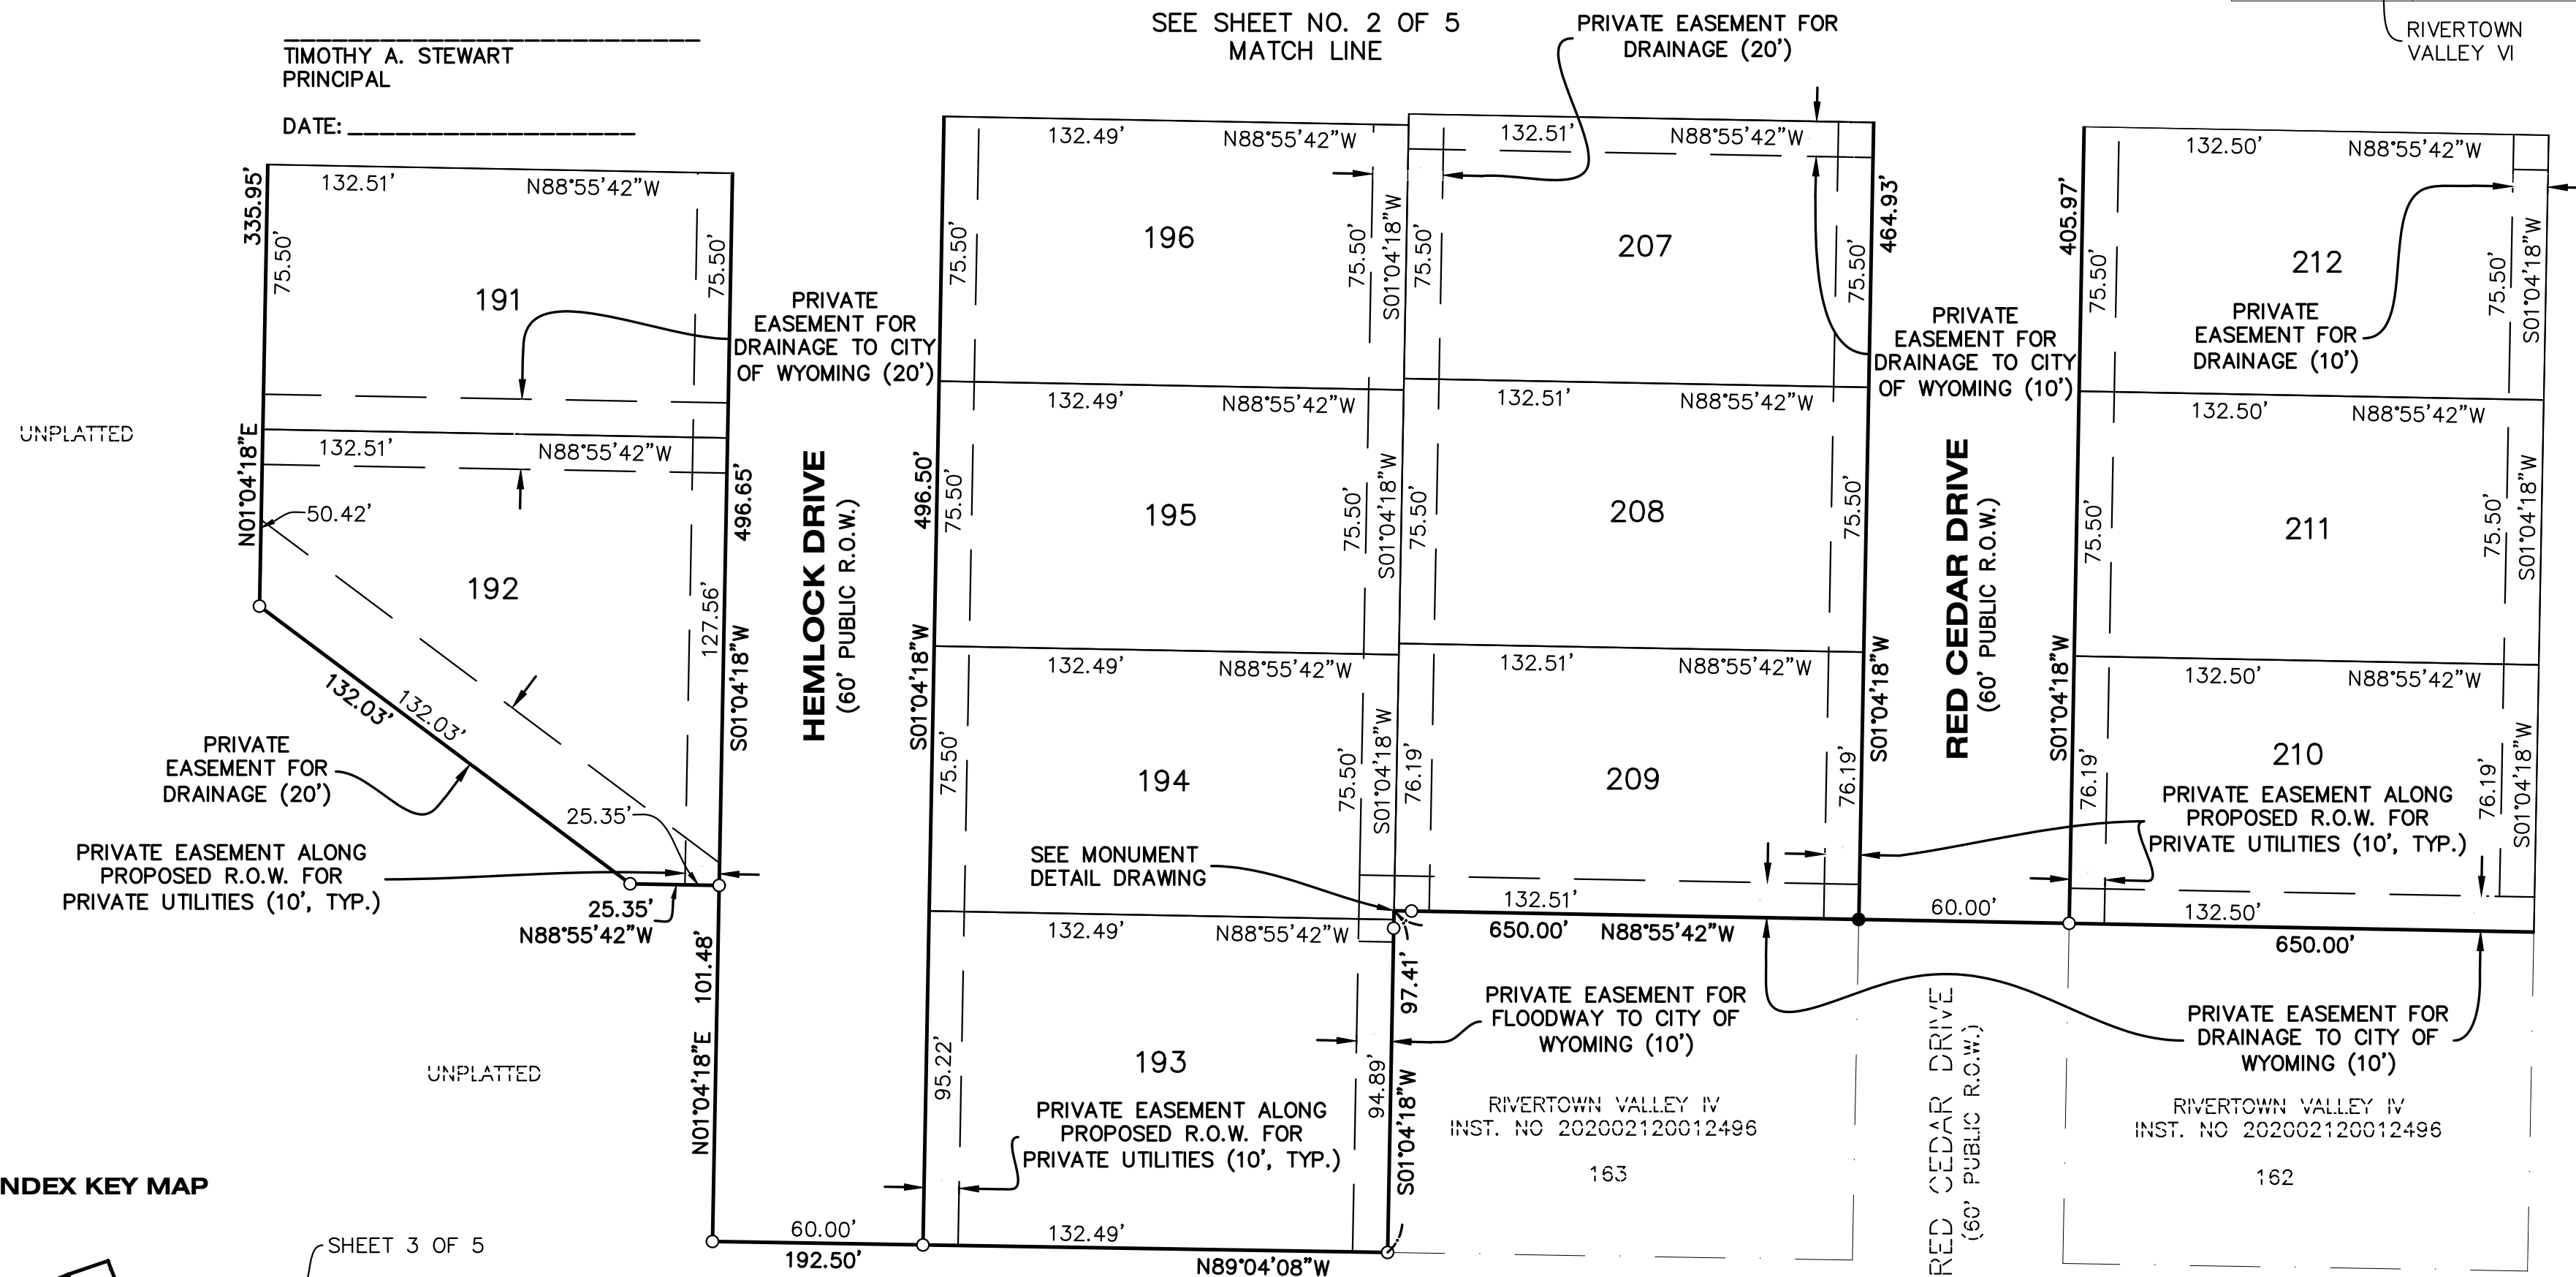 TIMOTHY A. STEWART
PRINCIPAL
DATE:
SEE SHEET NO. 2 OF 5
MATCH LINE
PRIVATE EASEMENT FOR
DRAINAGE (20')
RIVERTOWN
VALLEY VI
335.95'
132.51'
N88°55'42"W
75.50'
75.50'
191
UNPLATTED
N01°04'18"E
132.51'
N88°55'42"W
50.42'
192
127.56'
496.65'
S01°04'18"W
132.03'
132.03'
PRIVATE
EASEMENT FOR
DRAINAGE (20')
25.35'
PRIVATE EASEMENT ALONG
PROPOSED R.O.W. FOR
PRIVATE UTILITIES (10', TYP.)
25.35'
N88°55'42"W
101.48'
N01°04'18"E
UNPLATTED
PRIVATE
EASEMENT FOR
DRAINAGE TO CITY
OF WYOMING (20')
HEMLOCK DRIVE
(60' PUBLIC R.O.W.)
496.50'
S01°04'18"W
132.49'
N88°55'42"W
75.50'
196
75.50'
S01°04'18"W
132.49'
N88°55'42"W
75.50'
195
75.50'
S01°04'18"W
132.49'
N88°55'42"W
75.50'
194
75.50'
S01°04'18"W
SEE MONUMENT
DETAIL DRAWING
132.49'
N88°55'42"W
95.22'
193
94.89'
97.41'
S01°04'18"W
PRIVATE EASEMENT ALONG
PROPOSED R.O.W. FOR
PRIVATE UTILITIES (10', TYP.)
60.00'
132.49'
192.50'
N89°04'08"W
132.51'
N88°55'42"W
75.50'
207
75.50'
464.93'
132.51'
N88°55'42"W
75.50'
208
75.50'
132.51'
N88°55'42"W
76.19'
209
76.19'
S01°04'18"W
132.51'
650.00'
N88°55'42"W
PRIVATE
EASEMENT FOR
DRAINAGE TO CITY
OF WYOMING (10')
RED CEDAR DRIVE
(60' PUBLIC R.O.W.)
60.00'
405.97'
S01°04'18"W
132.50'
N88°55'42"W
75.50'
212
75.50'
S01°04'18"W
PRIVATE
EASEMENT FOR
DRAINAGE (10')
132.50'
N88°55'42"W
75.50'
211
75.50'
S01°04'18"W
132.50'
N88°55'42"W
76.19'
210
76.19'
S01°04'18"W
PRIVATE EASEMENT ALONG
PROPOSED R.O.W. FOR
PRIVATE UTILITIES (10', TYP.)
132.50'
650.00'
PRIVATE EASEMENT FOR
FLOODWAY TO CITY OF
WYOMING (10')
PRIVATE EASEMENT FOR
DRAINAGE TO CITY OF
WYOMING (10')
RIVERTOWN VALLEY IV
INST. NO 202002120012496
163
RED CEDAR DRIVE
(60' PUBLIC R.O.W.)
RIVERTOWN VALLEY IV
INST. NO 202002120012496
162
NDEX KEY MAP
SHEET 3 OF 5